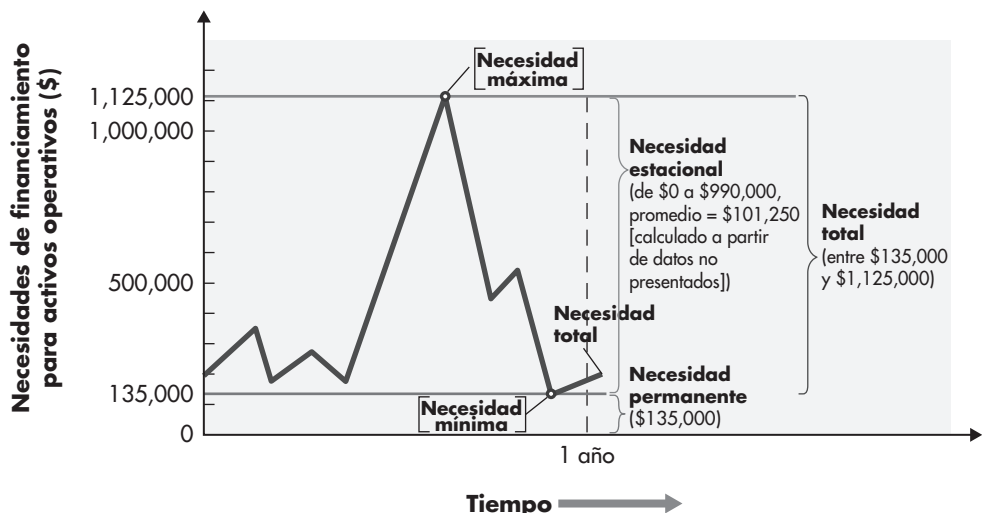 Necesidades de financiamiento
para activos operativos ($)
1,125,000
1,000,000
500,000
135,000
0
Necesidad
máxima
Necesidad
estacional
(de $0 a $990,000,
promedio = $101,250
[calculado a partir
de datos no
presentados])
Necesidad
total
(entre $135,000
y $1,125,000)
Necesidad
total
Necesidad
mínima
Necesidad
permanente
($135,000)
1 año
Tiempo